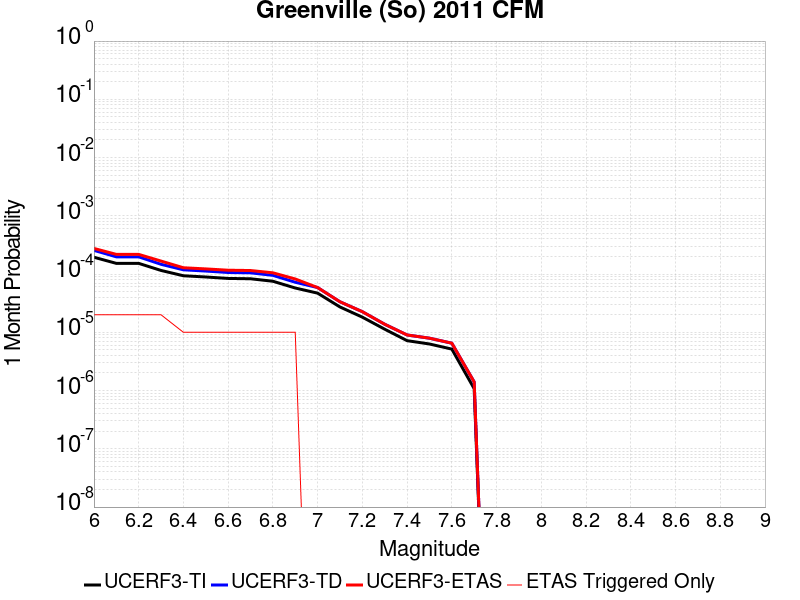 Greenville (So) 2011 CFM
10^0
10^-1
10^-2
10^-3
10^-4
10^-5
10^-6
10^-7
10^-8
1 Month Probability
6 6.2 6.4 6.6 6.8 7 7.2 7.4 7.6 7.8 8 8.2 8.4 8.6 8.8 9
Magnitude
UCERF3-TI UCERF3-TD UCERF3-ETAS ETAS Triggered Only